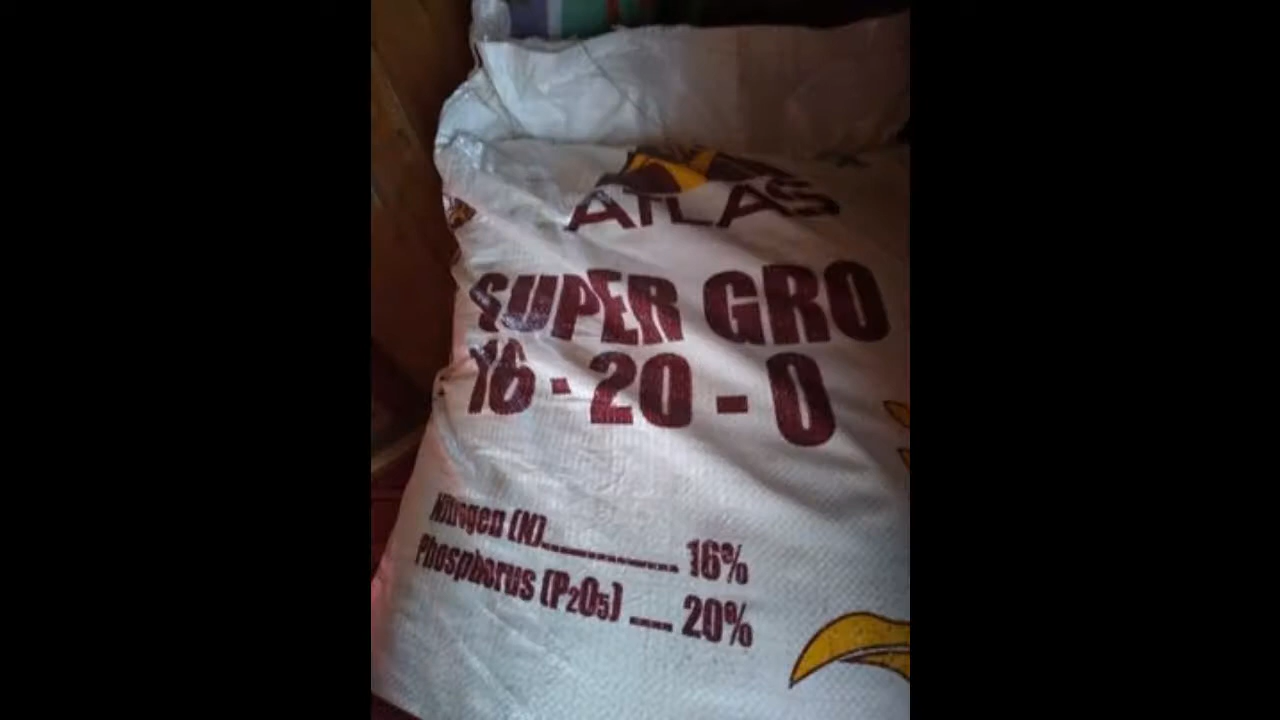 ATLAS
SUPER GRO
16-20-0
Nitrogen (N)............... 16%
Phosphorus (P₂O₅) .... 20%